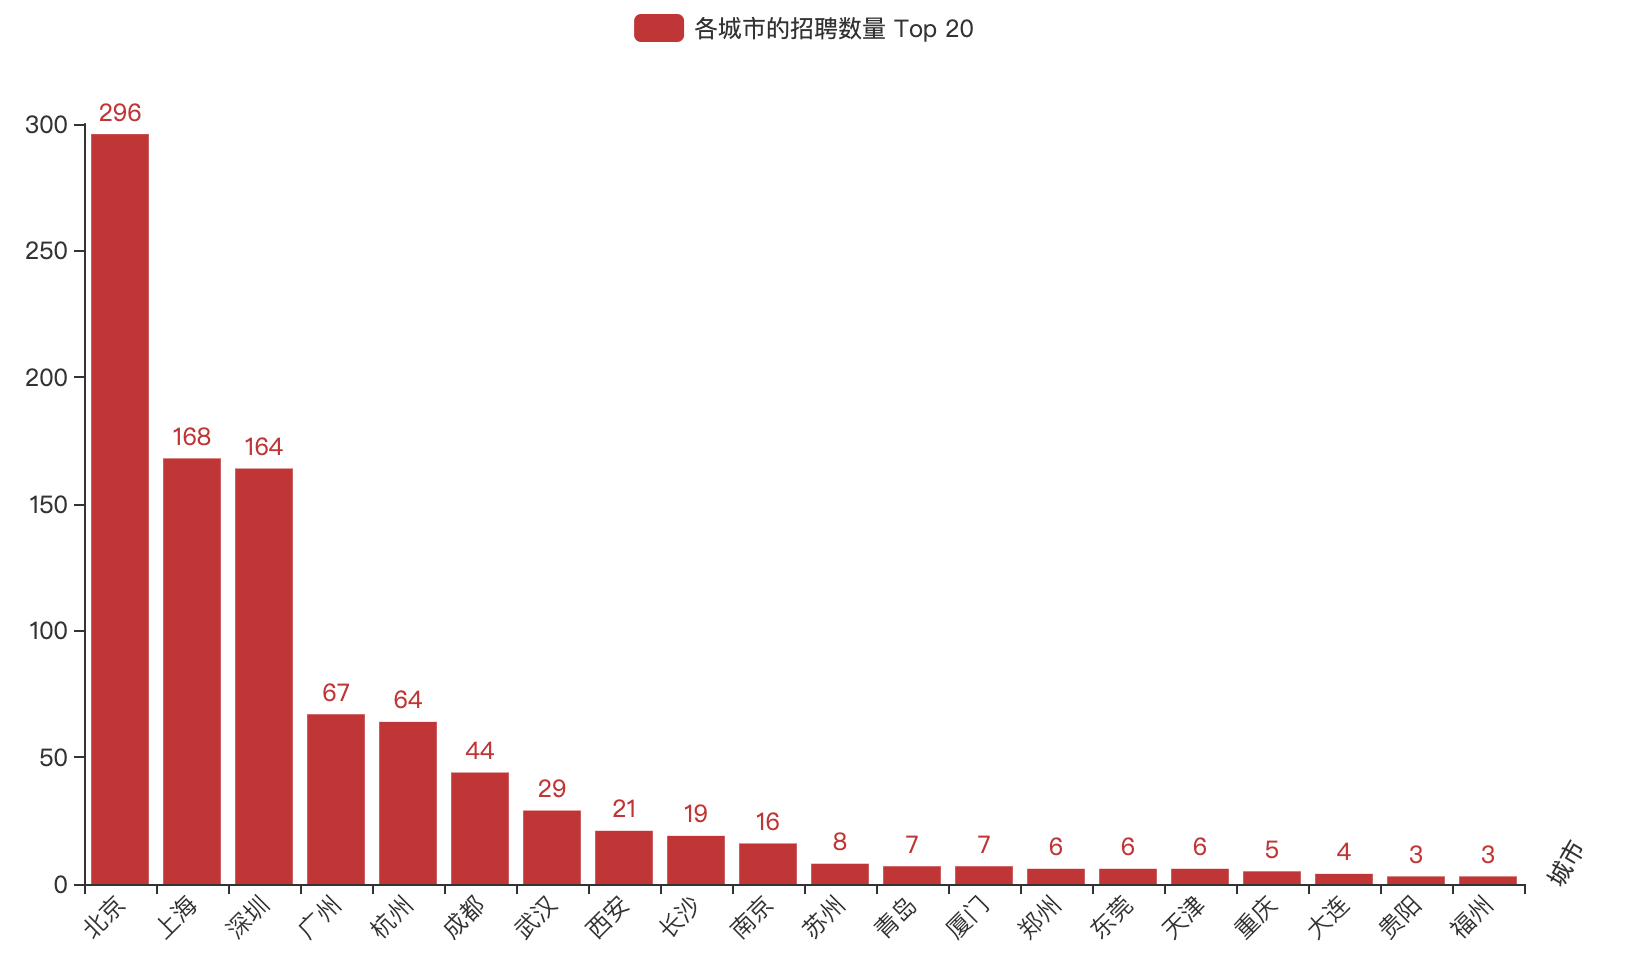 各城市的招聘数量 Top 20
296
300
250
200
168
164
150
100
67
64
50
44
29
21
19
16
8
7
7
6
6
6
5
4
3
3
0
城市
北京
上海
深圳
广州
杭州
成都
武汉
西安
长沙
南京
苏州
青岛
厦门
郑州
东莞
天津
重庆
大连
贵阳
福州